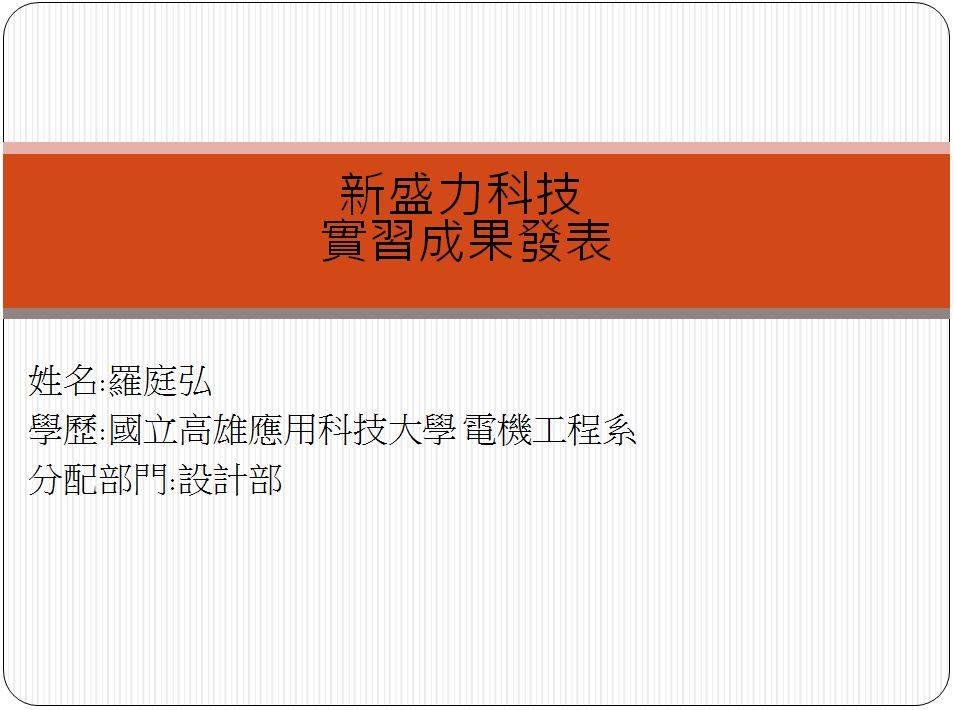 新盛力科技
實習成果發表
姓名:羅庭弘
學歷:國立高雄應用科技大學 電機工程系
分配部門:設計部